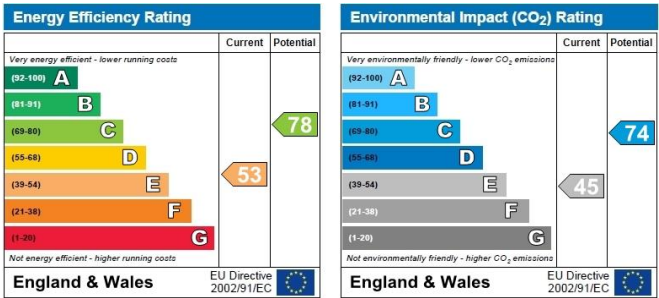 Energy Efficiency Rating
Current Potential
Very energy efficient - lower running costs
(92-100) A
(81-91) B
(69-80) C
78
(55-68) D
(39-54) E
53
(21-38) F
(1-20) G
Not energy efficient - higher running costs
England & Wales
EU Directive
2002/91/EC
Environmental Impact (CO2) Rating
Current Potential
Very environmentally friendly - lower CO2 emissions
(92-100) A
(81-91) B
(69-80) C
74
(55-68) D
(39-54) E
45
(21-38) F
(1-20) G
Not environmentally friendly - higher CO2 emissions
England & Wales
EU Directive
2002/91/EC